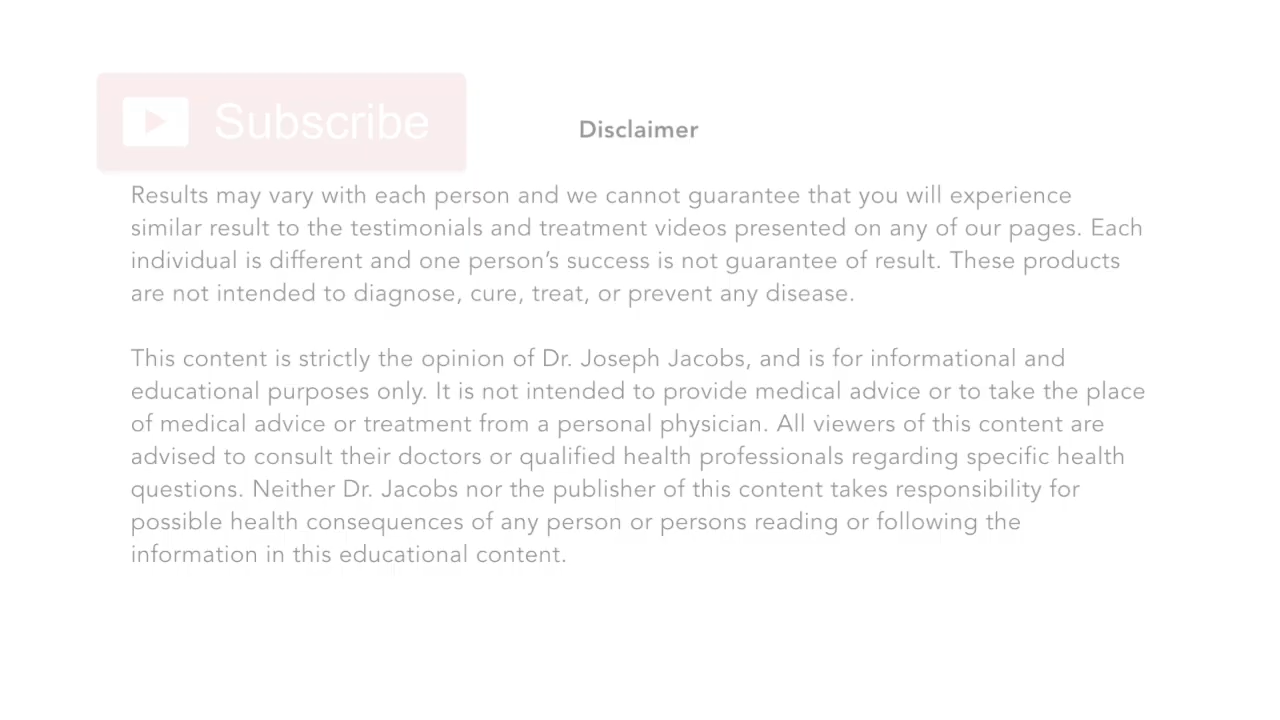 Subscribe
Disclaimer
Results may vary with each person and we cannot guarantee that you will experience
similar result to the testimonials and treatment videos presented on any of our pages. Each
individual is different and one person’s success is not guarantee of result. These products
are not intended to diagnose, cure, treat, or prevent any disease.
This content is strictly the opinion of Dr. Joseph Jacobs, and is for informational and
educational purposes only. It is not intended to provide medical advice or to take the place
of medical advice or treatment from a personal physician. All viewers of this content are
advised to consult their doctors or qualified health professionals regarding specific health
questions. Neither Dr. Jacobs nor the publisher of this content takes responsibility for
possible health consequences of any person or persons reading or following the
information in this educational content.